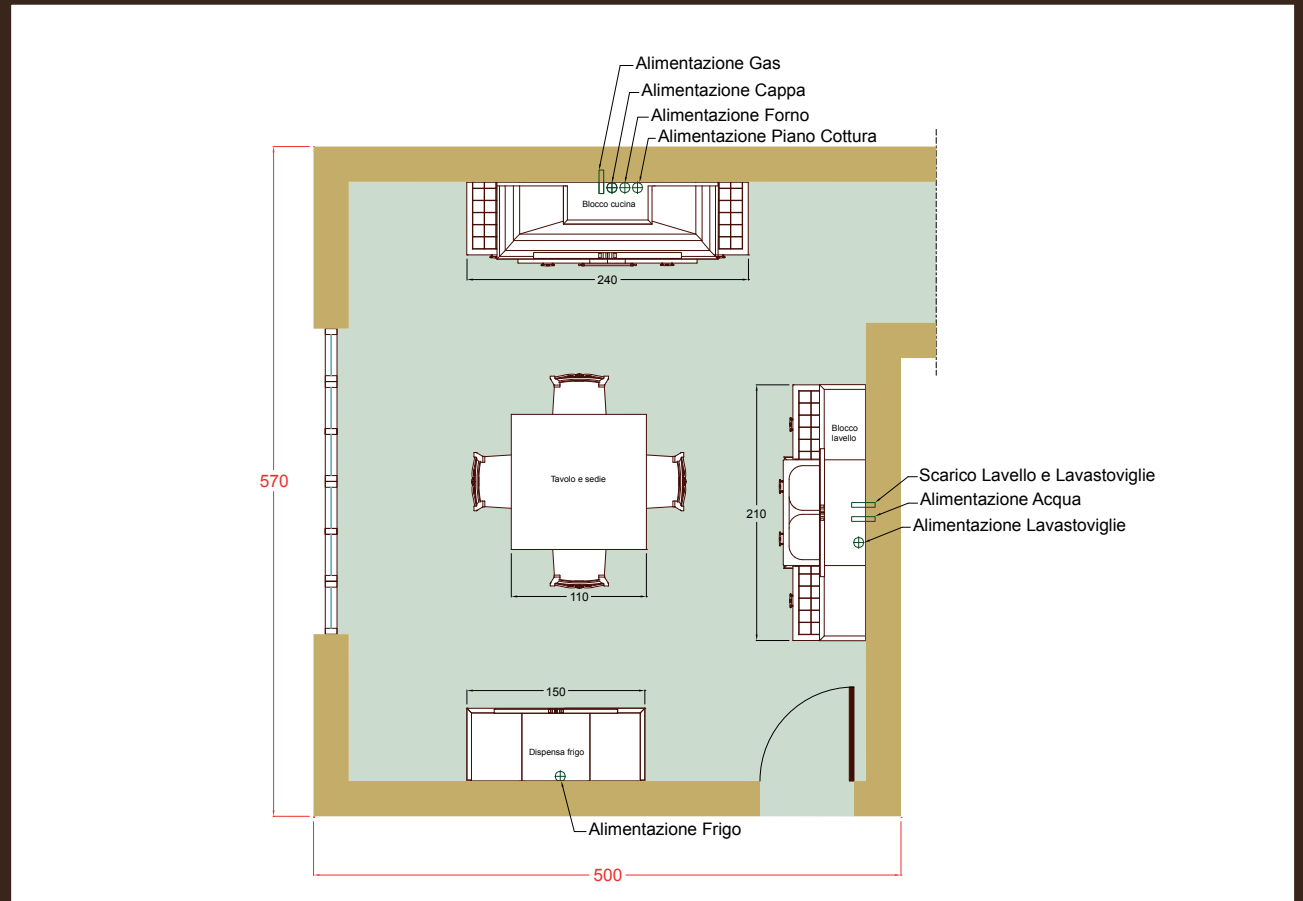 Alimentazione Gas
Alimentazione Cappa
Alimentazione Forno
Alimentazione Piano Cottura
Blocco cucina
240
570
Tavolo e sedie
110
Blocco
lavello
210
Scarico Lavello e Lavastoviglie
Alimentazione Acqua
Alimentazione Lavastoviglie
150
Dispensa frigo
Alimentazione Frigo
500